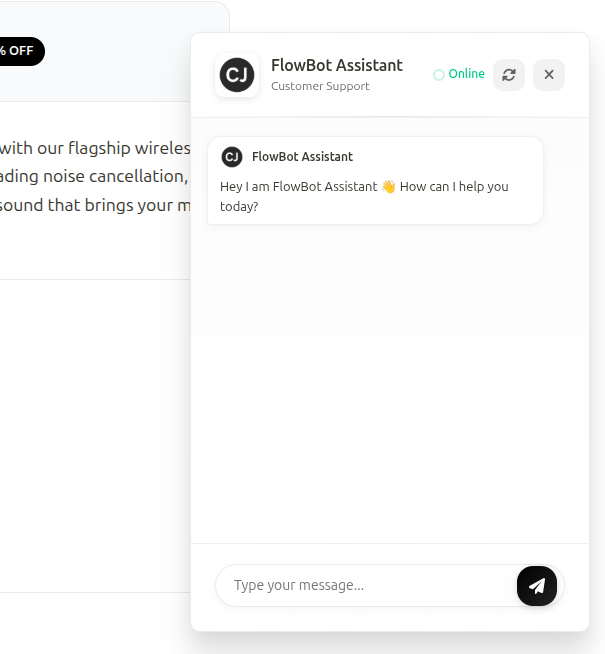 % OFF
with our flagship wireles
ading noise cancellation,
sound that brings your m
CJ
FlowBot Assistant
Customer Support
Online
CJ
FlowBot Assistant
Hey I am FlowBot Assistant 👋 How can I help you
today?
Type your message...